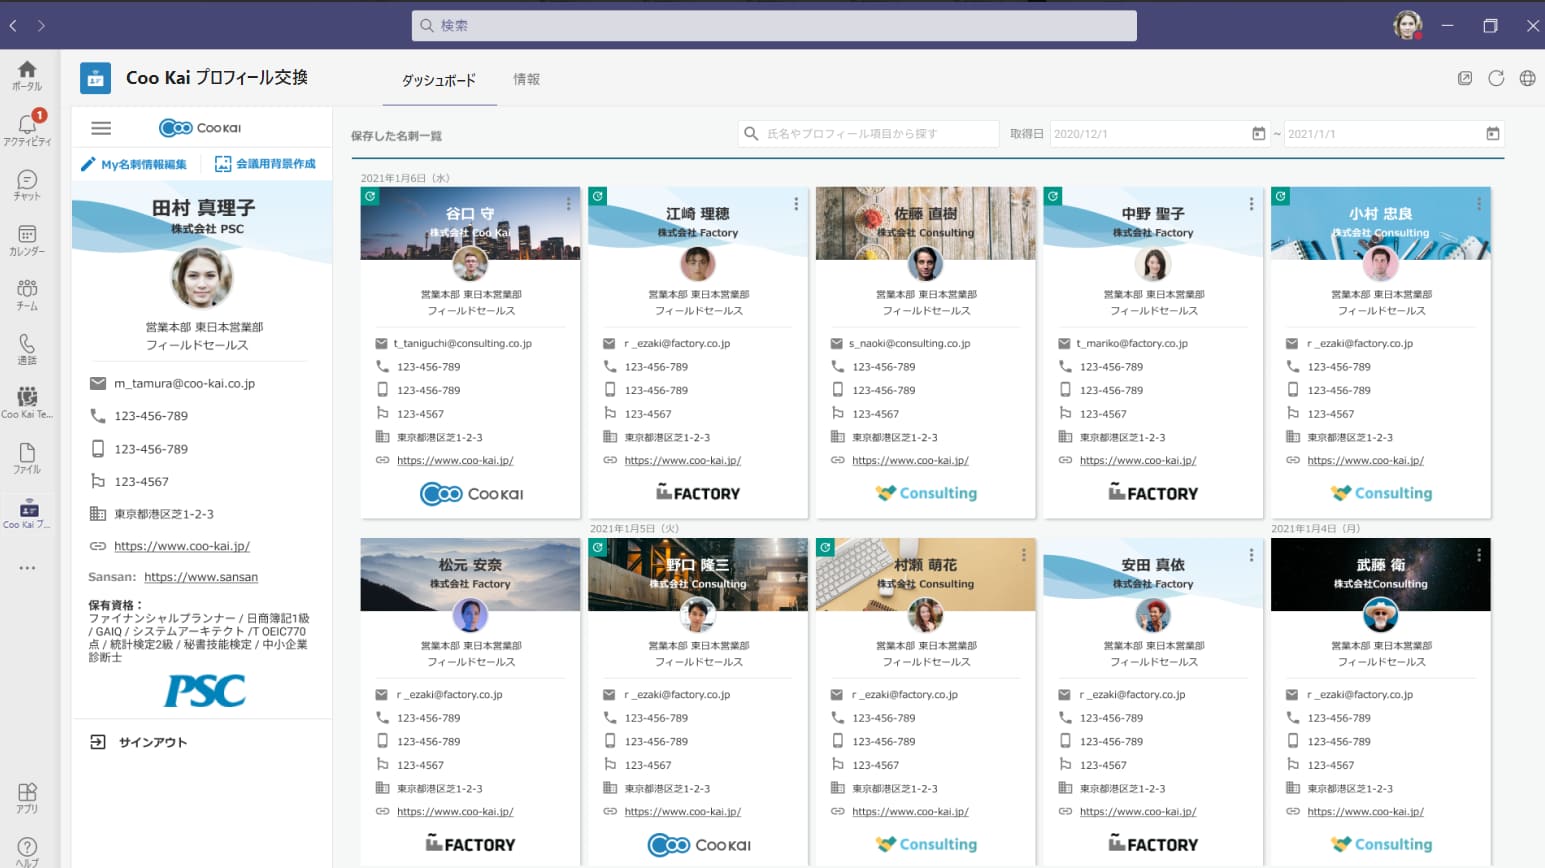 検索
ポータル
1
アクティビティ
チャット
カレンダー
チーム
通話
Coo Kai Te...
ファイル
Coo Kai プ...
アプリ
ヘルプ
Coo Kai プロフィール交換
ダッシュボード
情報
Coo Kai
My名刺情報編集
会議用背景作成
田村 真理子
株式会社 PSC
営業本部 東日本営業部
フィールドセールス
m_tamura@coo-kai.co.jp
123-456-789
123-456-789
123-4567
東京都港区芝1-2-3
https://www.coo-kai.jp/
Sansan: https://www.sansan
保有資格：
ファイナンシャルプランナー / 日商簿記1級
/ GAIQ / システムアーキテクト /T OEIC770
点 / 統計検定2級 / 秘書技能検定 / 中小企業
診断士
PSC
サインアウト
保存した名刺一覧
氏名やプロフィール項目から探す
取得日
2020/12/1
~
2021/1/1
2021年1月6日（水）
谷口 守
株式会社 Coo Kai
営業本部 東日本営業部
フィールドセールス
t_taniguchi@consulting.co.jp
123-456-789
123-456-789
123-4567
東京都港区芝1-2-3
https://www.coo-kai.jp/
Coo Kai
江崎 理穂
株式会社 Factory
営業本部 東日本営業部
フィールドセールス
r _ezaki@factory.co.jp
123-456-789
123-456-789
123-4567
東京都港区芝1-2-3
https://www.coo-kai.jp/
FACTORY
佐藤 直樹
株式会社 Consulting
営業本部 東日本営業部
フィールドセールス
s_naoki@consulting.co.jp
123-456-789
123-456-789
123-4567
東京都港区芝1-2-3
https://www.coo-kai.jp/
Consulting
中野 聖子
株式会社 Factory
営業本部 東日本営業部
フィールドセールス
t_mariko@factory.co.jp
123-456-789
123-456-789
123-4567
東京都港区芝1-2-3
https://www.coo-kai.jp/
FACTORY
小村 忠良
株式会社 Consulting
営業本部 東日本営業部
フィールドセールス
r _ezaki@factory.co.jp
123-456-789
123-456-789
123-4567
東京都港区芝1-2-3
https://www.coo-kai.jp/
Consulting
松元 安奈
株式会社 Factory
営業本部 東日本営業部
フィールドセールス
r _ezaki@factory.co.jp
123-456-789
123-456-789
123-4567
東京都港区芝1-2-3
https://www.coo-kai.jp/
FACTORY
2021年1月5日（火）
野口 隆三
株式会社 Consulting
営業本部 東日本営業部
フィールドセールス
r _ezaki@factory.co.jp
123-456-789
123-456-789
123-4567
東京都港区芝1-2-3
https://www.coo-kai.jp/
Coo Kai
村瀬 萌花
株式会社 Consulting
営業本部 東日本営業部
フィールドセールス
r _ezaki@factory.co.jp
123-456-789
123-456-789
123-4567
東京都港区芝1-2-3
https://www.coo-kai.jp/
Consulting
安田 真依
株式会社 Factory
営業本部 東日本営業部
フィールドセールス
r _ezaki@factory.co.jp
123-456-789
123-456-789
123-4567
東京都港区芝1-2-3
https://www.coo-kai.jp/
FACTORY
2021年1月4日（月）
武藤 衛
株式会社Consulting
営業本部 東日本営業部
フィールドセールス
r _ezaki@factory.co.jp
123-456-789
123-456-789
123-4567
東京都港区芝1-2-3
https://www.coo-kai.jp/
Consulting